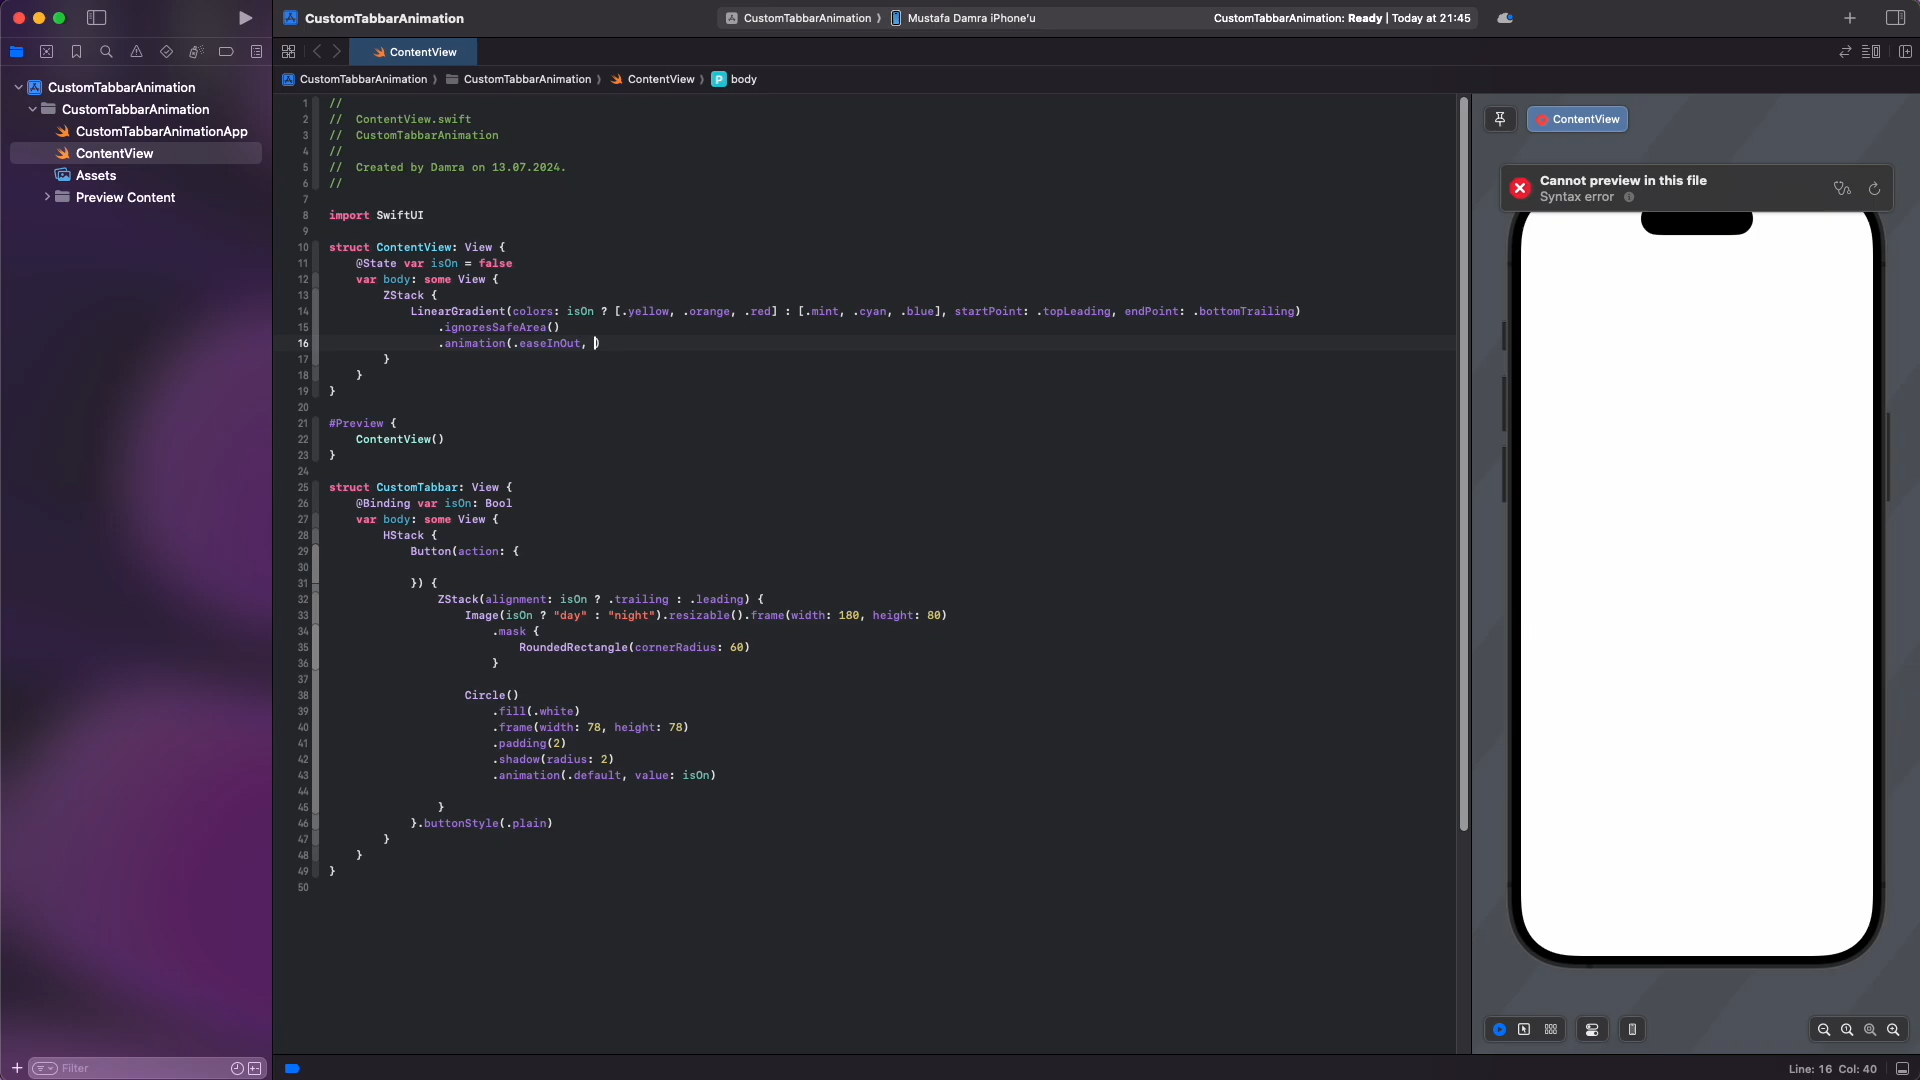 CustomTabbarAnimation
CustomTabbarAnimation ⟩ Mustafa Damra iPhone'u
CustomTabbarAnimation: Ready | Today at 21:45
ContentView
CustomTabbarAnimation ⟩ CustomTabbarAnimation ⟩ ContentView ⟩ P body
CustomTabbarAnimation
CustomTabbarAnimation
CustomTabbarAnimationApp
ContentView
Assets
Preview Content
Filter
1 //
2 //  ContentView.swift
3 //  CustomTabbarAnimation
4 //
5 //  Created by Damra on 13.07.2024.
6 //
7
8 import SwiftUI
9
10 struct ContentView: View {
11     @State var isOn = false
12     var body: some View {
13         ZStack {
14             LinearGradient(colors: isOn ? [.yellow, .orange, .red] : [.mint, .cyan, .blue], startPoint: .topLeading, endPoint: .bottomTrailing)
15                 .ignoresSafeArea()
16                 .animation(.easeInOut, )
17         }
18     }
19 }
20
21 #Preview {
22     ContentView()
23 }
24
25 struct CustomTabbar: View {
26     @Binding var isOn: Bool
27     var body: some View {
28         HStack {
29             Button(action: {
30
31             }) {
32                 ZStack(alignment: isOn ? .trailing : .leading) {
33                     Image(isOn ? "day" : "night").resizable().frame(width: 180, height: 80)
34                         .mask {
35                             RoundedRectangle(cornerRadius: 60)
36                         }
37
38                     Circle()
39                         .fill(.white)
40                         .frame(width: 78, height: 78)
41                         .padding(2)
42                         .shadow(radius: 2)
43                         .animation(.default, value: isOn)
44
45                 }
46             }.buttonStyle(.plain)
47         }
48     }
49 }
50
ContentView
Cannot preview in this file
Syntax error
Line: 16 Col: 40